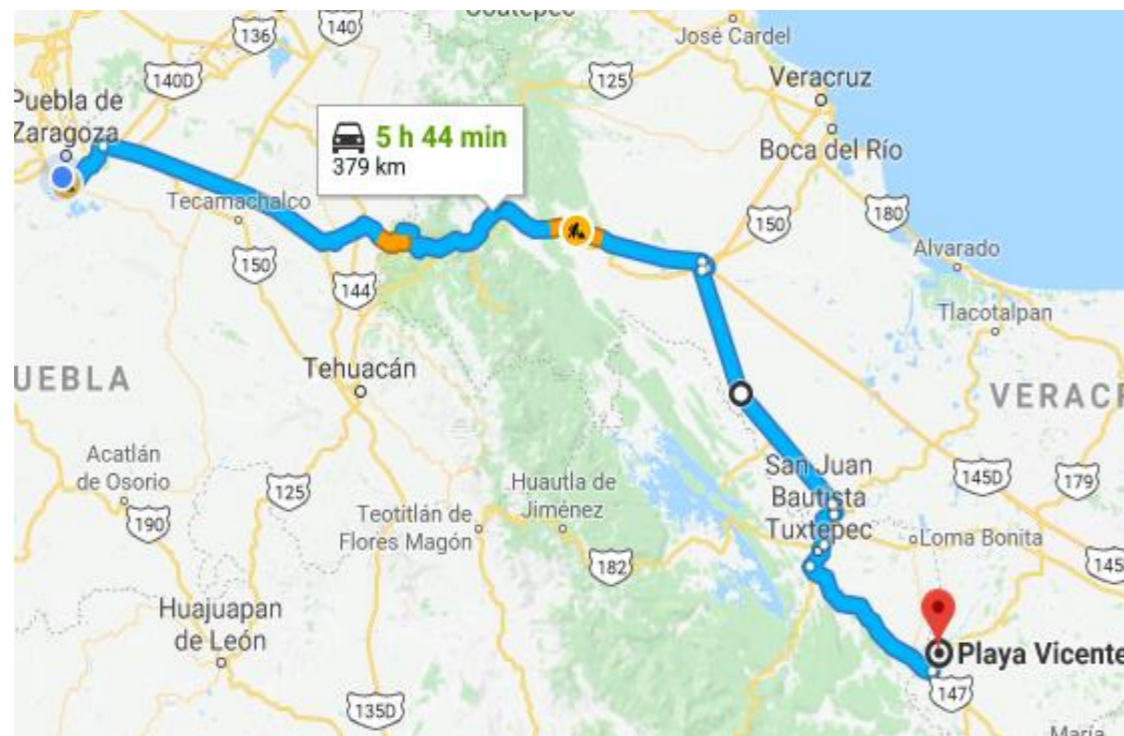 136
140
José Cardel
140D
125
Veracruz
Puebla de
Zaragoza
5 h 44 min
379 km
Boca del Río
Tecamachalco
150
180
150
Alvarado
144
Tlacotalpan
Tehuacán
UEBLA
VERAC
Acatlán
de Osorio
125
190
Huautla de
Jiménez
San Juan
Bautista
Tuxtepec
145D
179
Teotitlán de
Flores Magón
182
Loma Bonita
145
Huajuapan
de León
Playa Vicente
147
135D